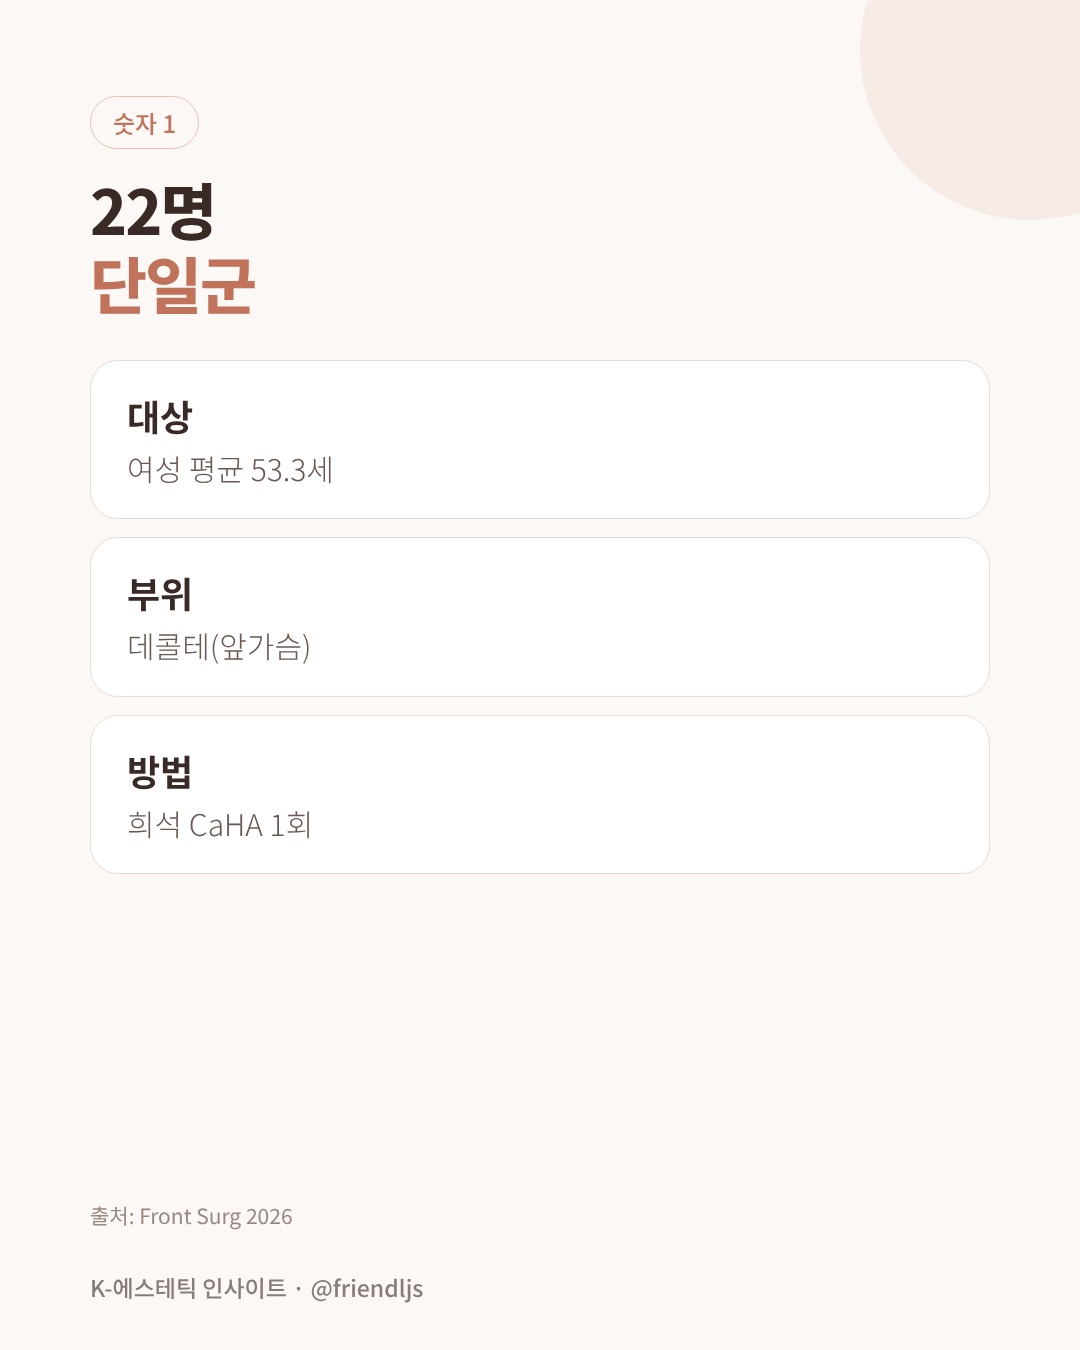 숫자 1
22명
단일군
대상
여성 평균 53.3세
부위
데콜테(앞가슴)
방법
희석 CaHA 1회
출처: Front Surg 2026
K-에스테틱 인사이트 · @friendljs